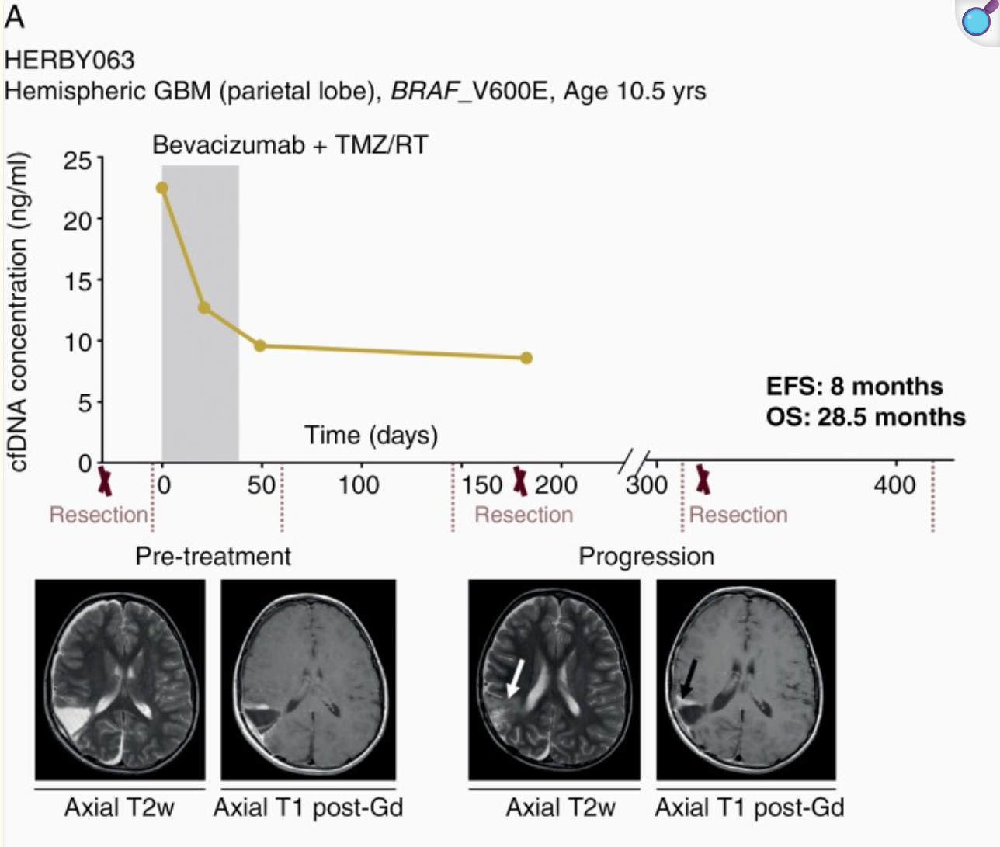 A
HERBY063
Hemispheric GBM (parietal lobe), BRAF_V600E, Age 10.5 yrs
Bevacizumab + TMZ/RT
cfDNA concentration (ng/ml)
25
20
15
10
5
0
Time (days)
EFS: 8 months
OS: 28.5 months
0 50 100 150 200 300 400
Resection Resection Resection
Pre-treatment Progression
Axial T2w Axial T1 post-Gd Axial T2w Axial T1 post-Gd